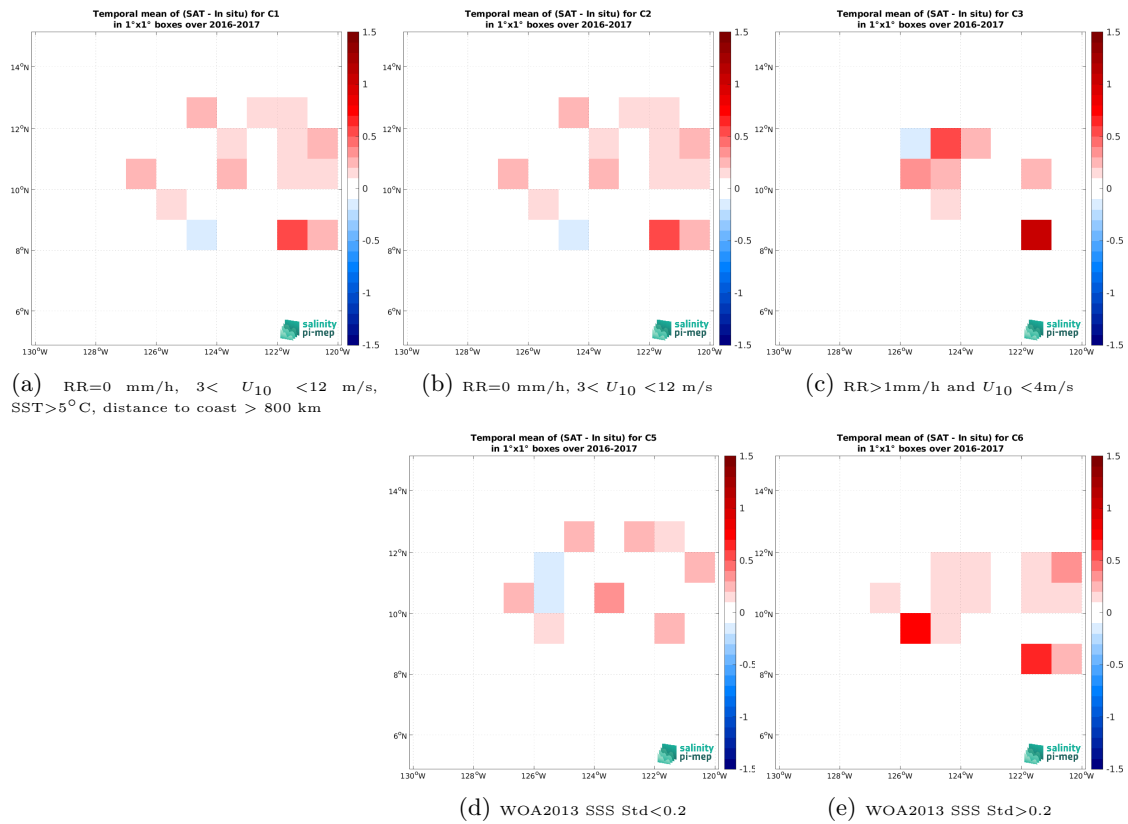 Temporal mean of (SAT - In situ) for C1
in 1°x1° boxes over 2016-2017
14°N
12°N
10°N
8°N
6°N
130°W
128°W
126°W
124°W
122°W
120°W
1.5
1
0.5
0
-0.5
-1
-1.5
salinity
pi-mep
(a) RR=0 mm/h, 3< U10 <12 m/s,
SST>5°C, distance to coast > 800 km
Temporal mean of (SAT - In situ) for C2
in 1°x1° boxes over 2016-2017
14°N
12°N
10°N
8°N
6°N
130°W
128°W
126°W
124°W
122°W
120°W
1.5
1
0.5
0
-0.5
-1
-1.5
salinity
pi-mep
(b) RR=0 mm/h, 3< U10 <12 m/s
Temporal mean of (SAT - In situ) for C3
in 1°x1° boxes over 2016-2017
14°N
12°N
10°N
8°N
6°N
130°W
128°W
126°W
124°W
122°W
120°W
1.5
1
0.5
0
-0.5
-1
-1.5
salinity
pi-mep
(c) RR>1mm/h and U10 <4m/s
Temporal mean of (SAT - In situ) for C5
in 1°x1° boxes over 2016-2017
14°N
12°N
10°N
8°N
6°N
130°W
128°W
126°W
124°W
122°W
120°W
1.5
1
0.5
0
-0.5
-1
-1.5
salinity
pi-mep
(d) WOA2013 SSS Std<0.2
Temporal mean of (SAT - In situ) for C6
in 1°x1° boxes over 2016-2017
14°N
12°N
10°N
8°N
6°N
130°W
128°W
126°W
124°W
122°W
120°W
1.5
1
0.5
0
-0.5
-1
-1.5
salinity
pi-mep
(e) WOA2013 SSS Std>0.2